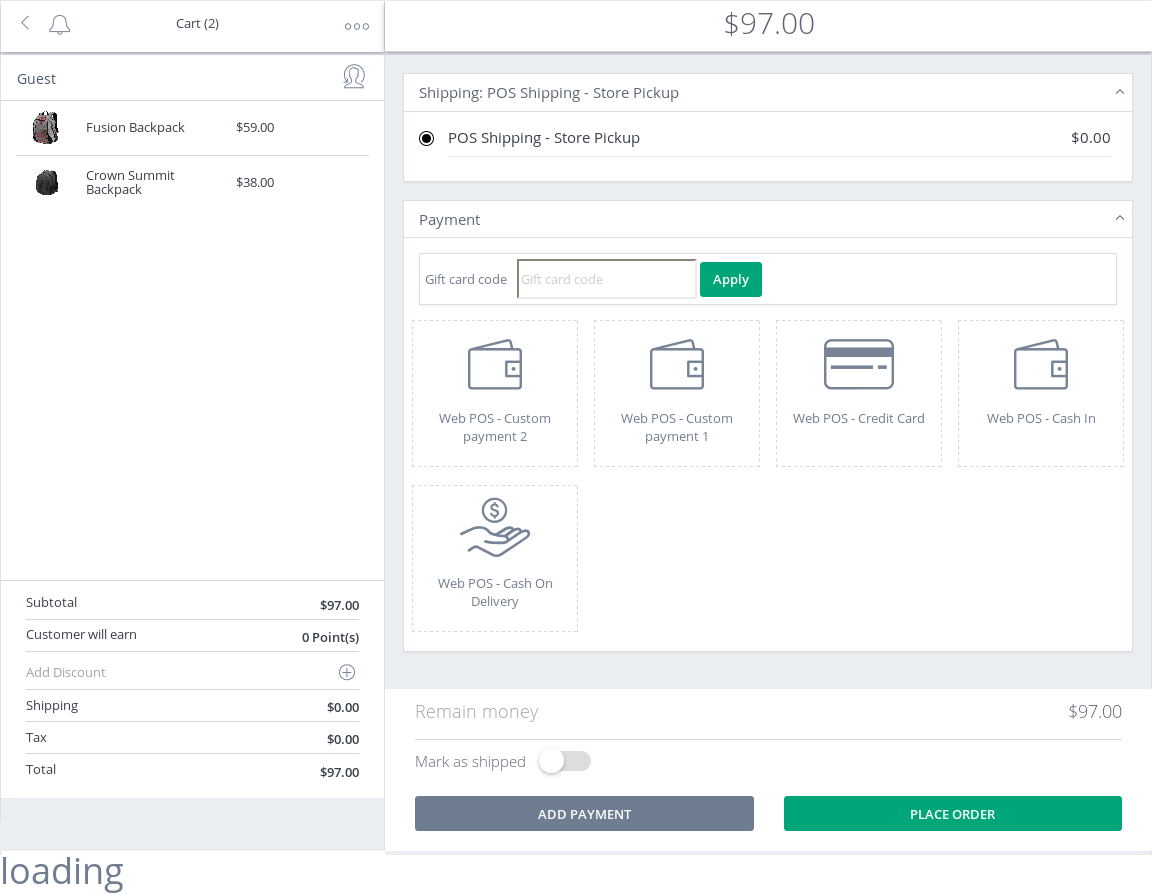 Cart (2)
$97.00
Guest
Fusion Backpack $59.00
Crown Summit
Backpack
$38.00
Subtotal $97.00
Customer will earn 0 Point(s)
Add Discount
Shipping $0.00
Tax $0.00
Total $97.00
Shipping: POS Shipping - Store Pickup
POS Shipping - Store Pickup $0.00
Payment
Gift card code Gift card code Apply
Web POS - Custom
payment 2
Web POS - Custom
payment 1
Web POS - Credit Card
Web POS - Cash In
$
Web POS - Cash On
Delivery
Remain money $97.00
Mark as shipped
ADD PAYMENT PLACE ORDER
loading